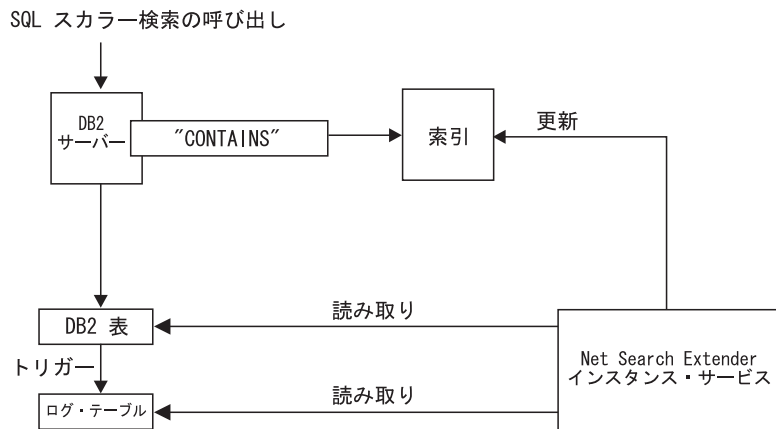 SQL スカラー検索の呼び出し
DB2
サーバー
"CONTAINS"
索引
更新
DB2 表
読み取り
トリガー
Net Search Extender
インスタンス・サービス
ログ・テーブル
読み取り